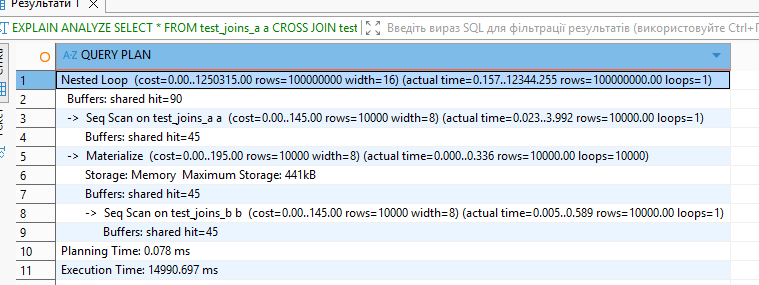 Результати 1 X
EXPLAIN ANALYZE SELECT * FROM test_joins_a a CROSS JOIN test
Введіть вираз SQL для фільтрації результатів (використовуйте Ctrl+
A-Z QUERY PLAN
1 Nested Loop (cost=0.00..1250315.00 rows=100000000 width=16) (actual time=0.157..12344.255 rows=100000000.00 loops=1)
2 Buffers: shared hit=90
3 -> Seq Scan on test_joins_a a (cost=0.00..145.00 rows=10000 width=8) (actual time=0.023..3.992 rows=10000.00 loops=1)
4 Buffers: shared hit=45
5 -> Materialize (cost=0.00..195.00 rows=10000 width=8) (actual time=0.000..0.336 rows=10000.00 loops=10000)
6 Storage: Memory Maximum Storage: 441kB
7 Buffers: shared hit=45
8 -> Seq Scan on test_joins_b b (cost=0.00..145.00 rows=10000 width=8) (actual time=0.005..0.589 rows=10000.00 loops=1)
9 Buffers: shared hit=45
10 Planning Time: 0.078 ms
11 Execution Time: 14990.697 ms